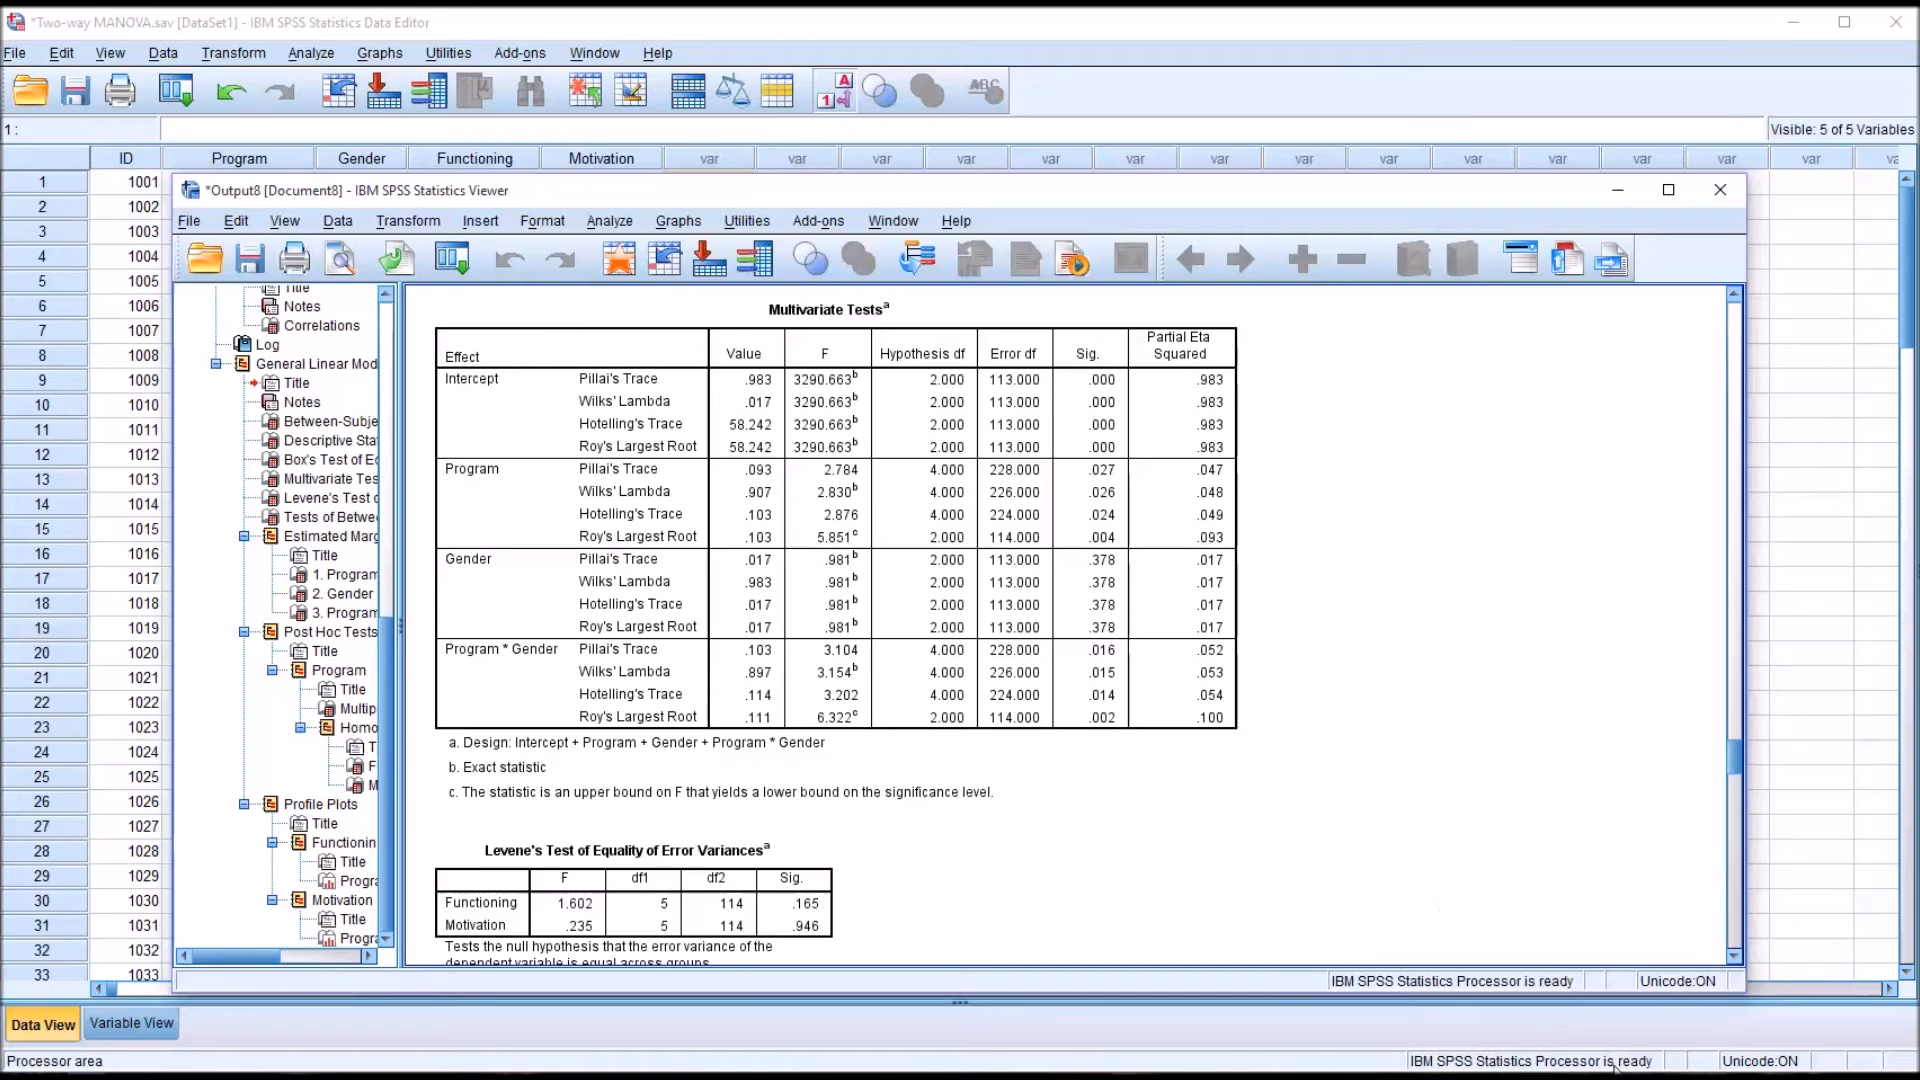 *Two-way MANOVA.sav [DataSet1] - IBM SPSS Statistics Data Editor
File Edit View Data Transform Analyze Graphs Utilities Add-ons Window Help
1 :
Visible: 5 of 5 Variables
ID Program Gender Functioning Motivation var var var var var var var var var var var var var var
1 1001
2 1002
3 1003
4 1004
5 1005
6 1006
7 1007
8 1008
9 1009
10 1010
11 1011
12 1012
13 1013
14 1014
15 1015
16 1016
17 1017
18 1018
19 1019
20 1020
21 1021
22 1022
23 1023
24 1024
25 1025
26 1026
27 1027
28 1028
29 1029
30 1030
31 1031
32 1032
33 1033
*Output8 [Document8] - IBM SPSS Statistics Viewer
File Edit View Data Transform Insert Format Analyze Graphs Utilities Add-ons Window Help
Title
Notes
Correlations
Log
General Linear Mod
Title
Notes
Between-Subje
Descriptive Sta
Box's Test of Eq
Multivariate Tes
Levene's Test o
Tests of Betwe
Estimated Marg
Title
1. Program
2. Gender
3. Program
Post Hoc Tests
Title
Program
Title
Multip
Homo
T
F
M
Profile Plots
Title
Functionin
Title
Progra
Motivation
Title
Progra
Multivariate Tests a
Effect Value F Hypothesis df Error df Sig. Partial Eta Squared
Intercept Pillai's Trace .983 3290.663b 2.000 113.000 .000 .983
Wilks' Lambda .017 3290.663b 2.000 113.000 .000 .983
Hotelling's Trace 58.242 3290.663b 2.000 113.000 .000 .983
Roy's Largest Root 58.242 3290.663b 2.000 113.000 .000 .983
Program Pillai's Trace .093 2.784 4.000 228.000 .027 .047
Wilks' Lambda .907 2.830b 4.000 226.000 .026 .048
Hotelling's Trace .103 2.876 4.000 224.000 .024 .049
Roy's Largest Root .103 5.851c 2.000 114.000 .004 .093
Gender Pillai's Trace .017 .981b 2.000 113.000 .378 .017
Wilks' Lambda .983 .981b 2.000 113.000 .378 .017
Hotelling's Trace .017 .981b 2.000 113.000 .378 .017
Roy's Largest Root .017 .981b 2.000 113.000 .378 .017
Program * Gender Pillai's Trace .103 3.104 4.000 228.000 .016 .052
Wilks' Lambda .897 3.154b 4.000 226.000 .015 .053
Hotelling's Trace .114 3.202 4.000 224.000 .014 .054
Roy's Largest Root .111 6.322c 2.000 114.000 .002 .100
a. Design: Intercept + Program + Gender + Program * Gender
b. Exact statistic
c. The statistic is an upper bound on F that yields a lower bound on the significance level.
Levene's Test of Equality of Error Variances a
F df1 df2 Sig.
Functioning 1.602 5 114 .165
Motivation .235 5 114 .946
Tests the null hypothesis that the error variance of the
dependent variable is equal across groups
IBM SPSS Statistics Processor is ready Unicode:ON
Data View Variable View
Processor area IBM SPSS Statistics Processor is ready Unicode:ON